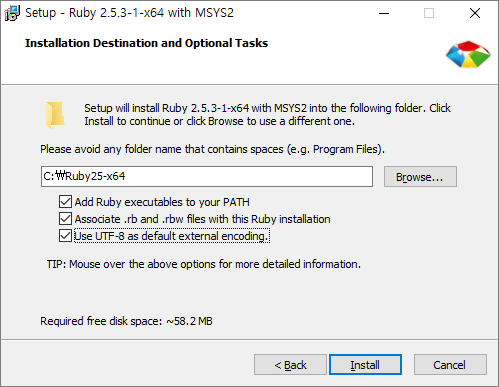 Setup - Ruby 2.5.3-1-x64 with MSYS2
Installation Destination and Optional Tasks
Setup will install Ruby 2.5.3-1-x64 with MSYS2 into the following folder. Click
Install to continue or click Browse to use a different one.
Please avoid any folder name that contains spaces (e.g. Program Files).
C:₩Ruby25-x64
Browse...
Add Ruby executables to your PATH
Associate .rb and .rbw files with this Ruby installation
Use UTF-8 as default external encoding.
TIP: Mouse over the above options for more detailed information.
Required free disk space: ~58.2 MB
< Back
Install
Cancel